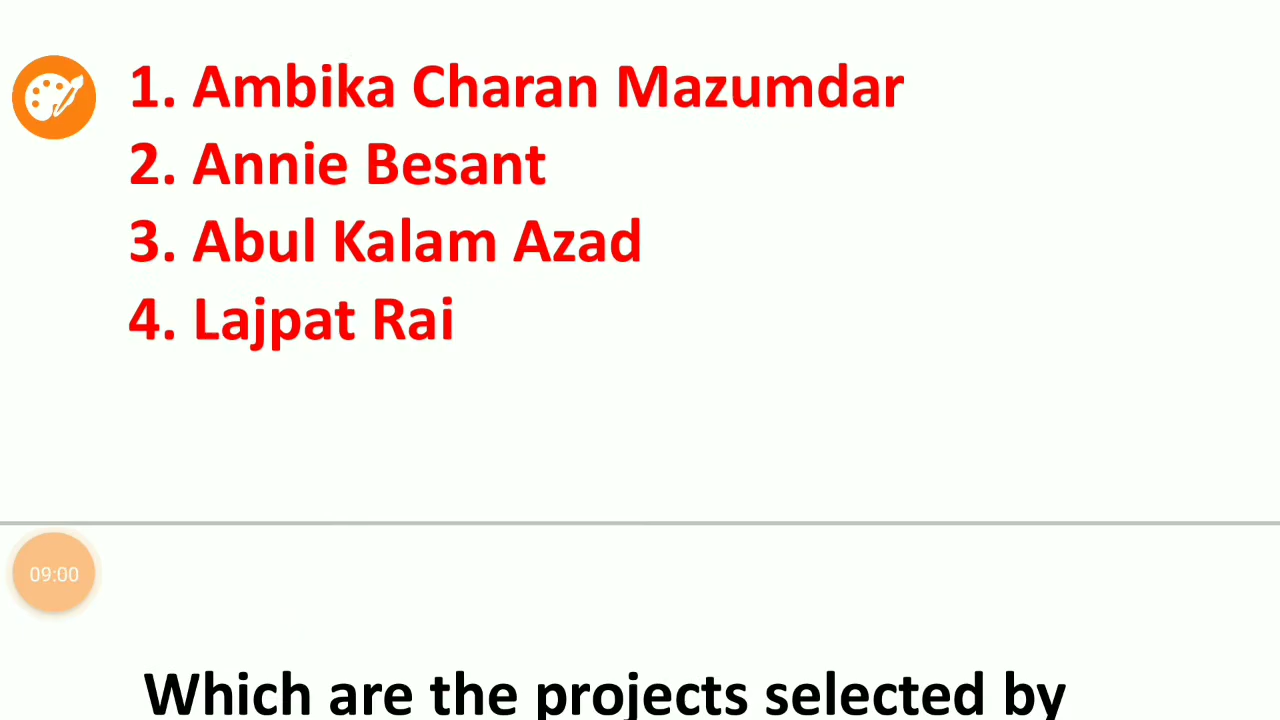 1. Ambika Charan Mazumdar
2. Annie Besant
3. Abul Kalam Azad
4. Lajpat Rai
09:00
Which are the projects selected by